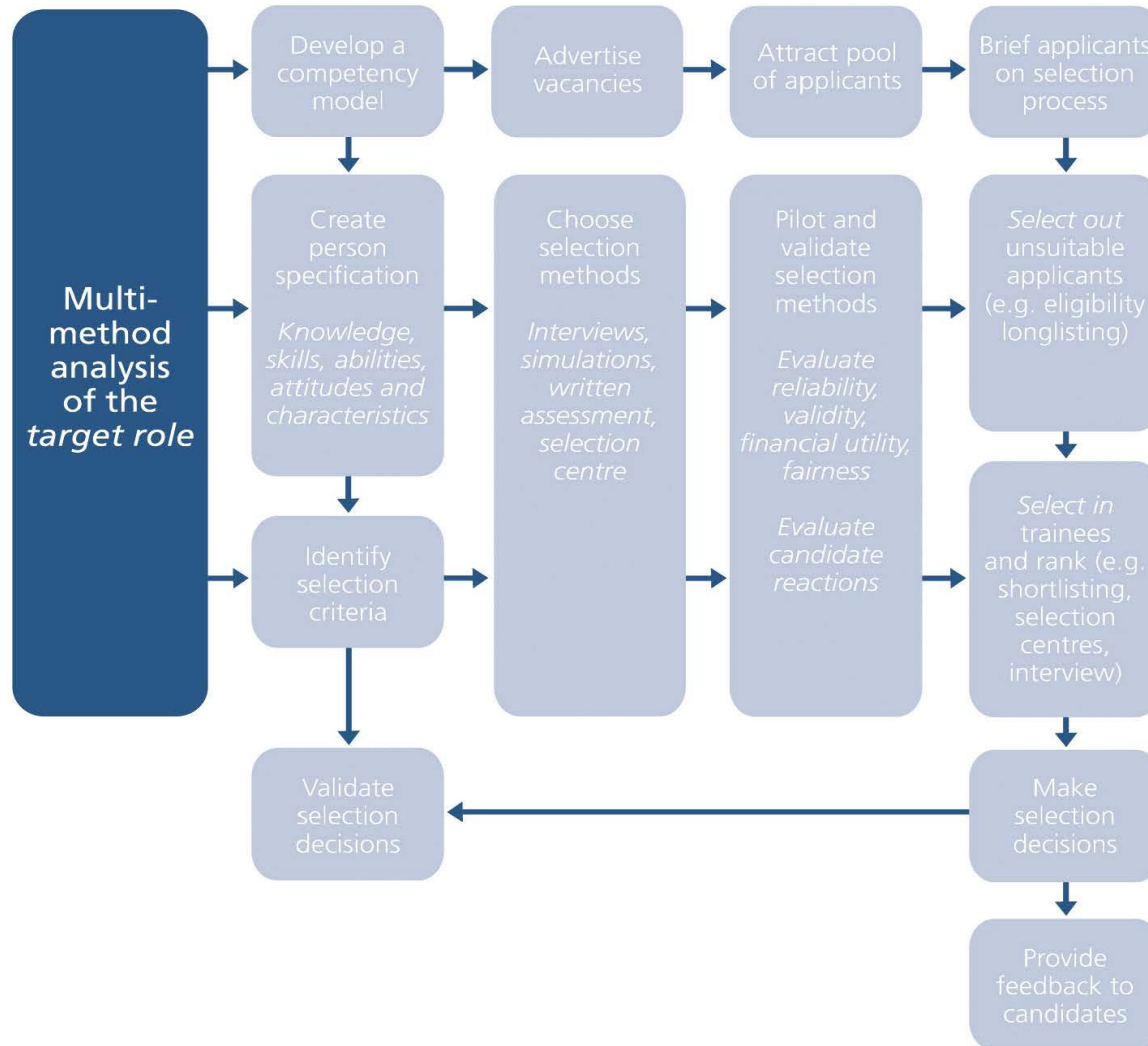 Multi-
method
analysis
of the
target role
Develop a
competency
model
Advertise
vacancies
Attract pool
of applicants
Brief applicants
on selection
process
Create
person
specification
Knowledge,
skills, abilities,
attitudes and
characteristics
Choose
selection
methods
Interviews,
simulations,
written
assessment,
selection
centre
Pilot and
validate
selection
methods
Evaluate
reliability,
validity,
financial utility,
fairness
Evaluate
candidate
reactions
Select out
unsuitable
applicants
(e.g. eligibility
longlisting)
Identify
selection
criteria
Select in
trainees
and rank (e.g.
shortlisting,
selection
centres,
interview)
Validate
selection
decisions
Make
selection
decisions
Provide
feedback to
candidates